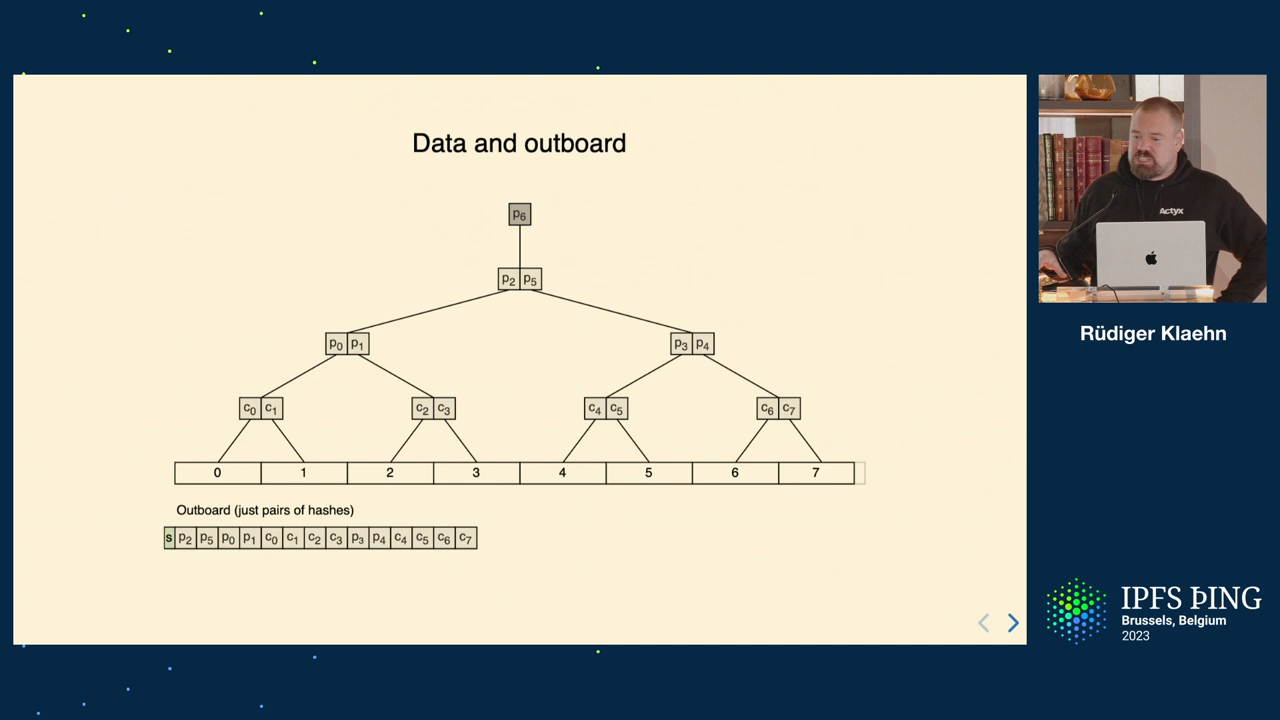 Data and outboard
p6
p2 p5
p0 p1 p3 p4
c0 c1 c2 c3 c4 c5 c6 c7
0 1 2 3 4 5 6 7
Outboard (just pairs of hashes)
s p2 p5 p0 p1 c0 c1 c2 c3 p3 p4 c4 c5 c6 c7
Actyx
Rüdiger Klaehn
IPFS ÞING
Brussels, Belgium
2023